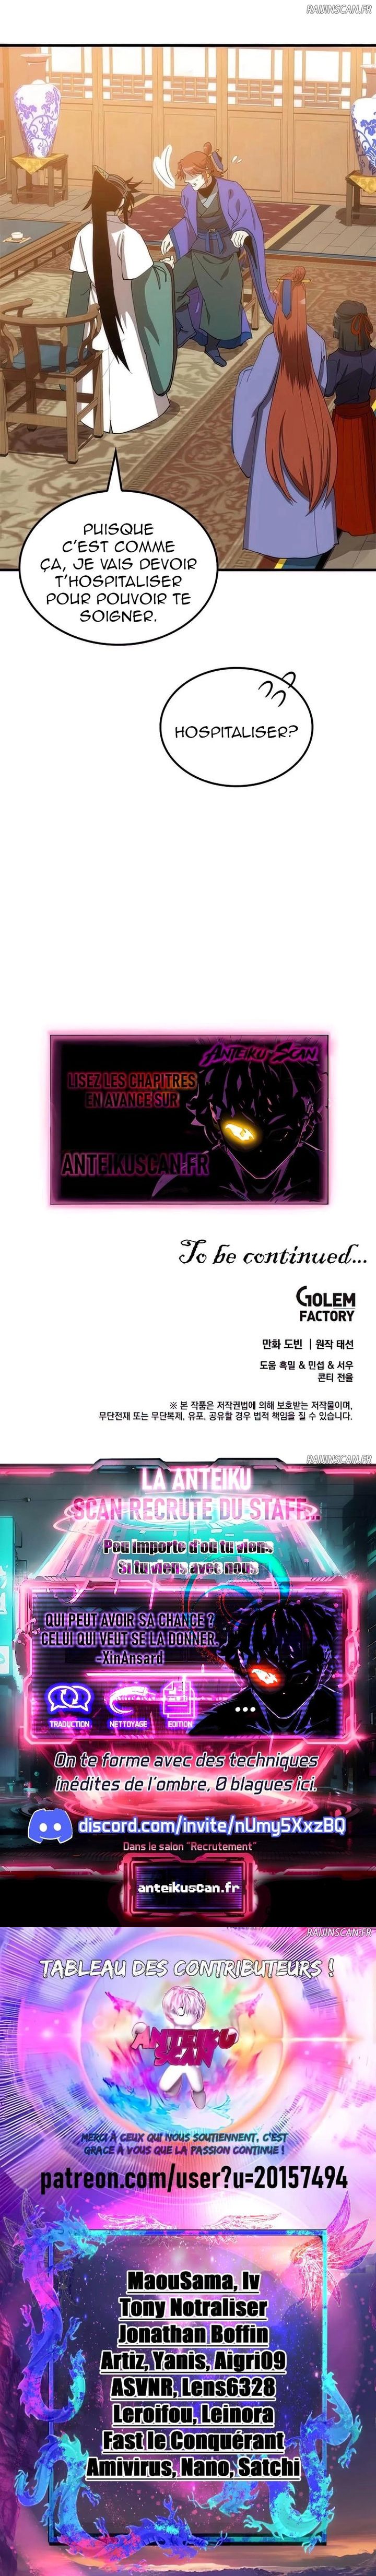 RAIJINSCAN.FR
PUISQUE
C'EST COMME
ÇA, JE VAIS DEVOIR
T'HOSPITALISER
POUR POUVOIR TE
SOIGNER.
HOSPITALISER?
ANTEIKU SCAN
LISEZ LES CHAPITRES
EN AVANCE SUR
ANTEIKUSCAN.FR
To be continued...
GOLEM
FACTORY
만화 도빈 | 원작 태선
도움 흑밀 & 민섭 & 서우
콘티 전율
※ 본 작품은 저작권법에 의해 보호받는 저작물이며,
무단전재 또는 무단복제, 유포, 공유할 경우 법적 책임을 질 수 있습니다.
RAIJINSCAN.FR
LA ANTEIKU
SCAN RECRUTE DU STAFF...
Peu importe d'où tu viens
Si tu viens avec nous
QUI PEUT AVOIR SA CHANCE ?
CELUI QUI VEUT SE LA DONNER.
-XinAnsard
TRADUCTION NETTOYAGE EDITION ...
On te forme avec des techniques
inédites de l'ombre, 0 blagues ici.
discord.com/invite/nUmy5XxzBQ
Dans le salon "Recrutement"
anteikuscan.fr
RAIJINSCAN.FR
TABLEAU DES CONTRIBUTEURS !
ANTEIKU
SCAN
MERCI À CEUX QUI NOUS SOUTIENNENT, C'EST
GRÂCE À VOUS QUE LA PASSION CONTINUE !
patreon.com/user?u=20157494
MaouSama, Iv
Tony Notraliser
Jonathan Boffin
Artiz, Yanis. Aigri09
ASVNR, Lens6328
Leroifou, Leinora
Fast le Conquérant
Amivirus, Nano, Satchi